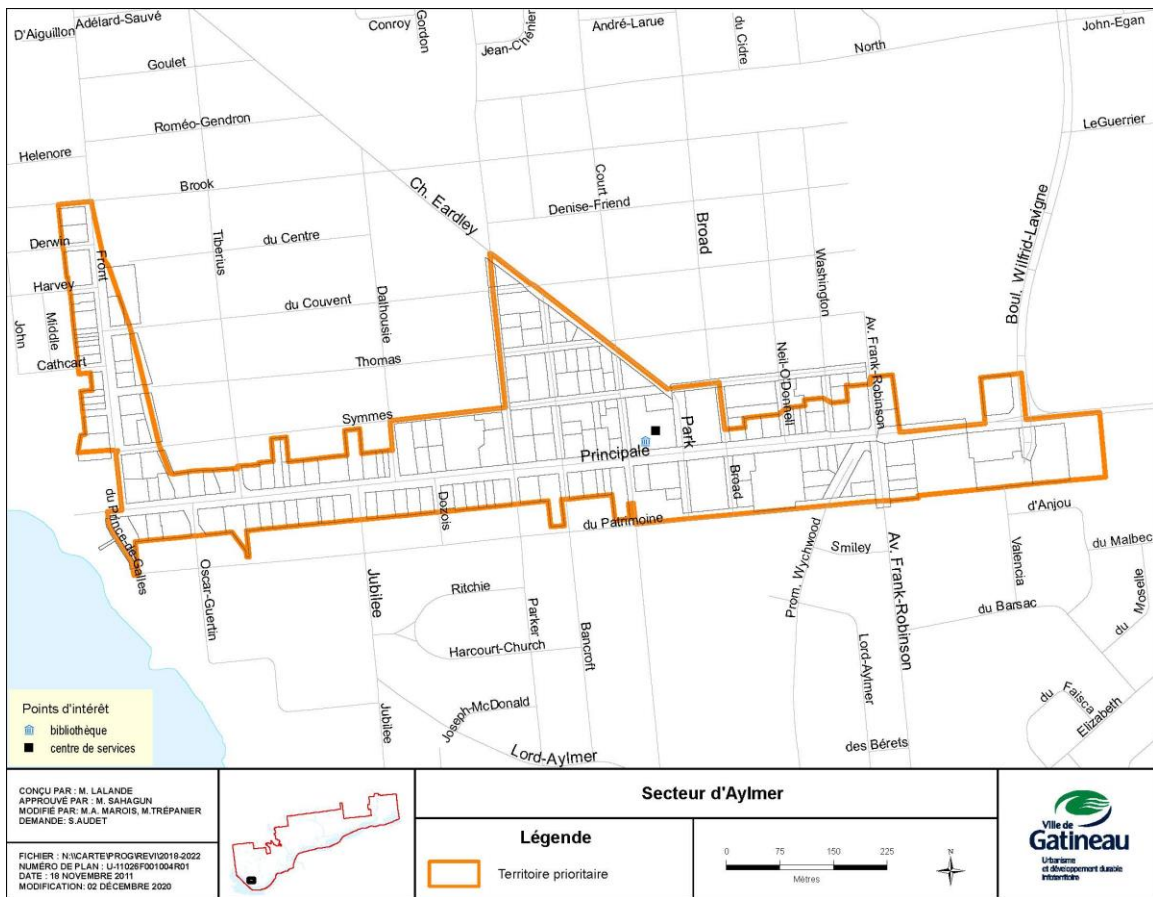 Adélard-Sauvé
D'Aiguillon
Conroy
Gordon
Jean-Chénier
André-Larue
du Cidre
North
John-Egan
Goulet
Roméo-Gendron
LeGuerrier
Helenore
Brook
Ch. Eardley
Court
Denise-Friend
Broad
Boul. Wilfrid-Lavigne
Derwin
Front
Tiberius
du Centre
Washington
Harvey
du Couvent
Dalhousie
John
Middle
Cathcart
Thomas
Neil-O'Donnell
Av. Frank-Robinson
Symmes
Park
Principale
du Prince-de-Galles
Dozois
Broad
du Patrimoine
d'Anjou
Oscar-Guertin
Jubilee
Ritchie
Parker
Bancroft
Prom. Wychwood
Smiley
Av. Frank-Robinson
Valencia
du Malbec
du Moselle
du Barsac
Harcourt-Church
Lord-Aylmer
Joseph-McDonald
Jubilee
Lord-Aylmer
des Bérets
du Faisca
Elizabeth
Points d'intérêt
bibliothèque
centre de services
CONÇU PAR : M. LALANDE
APPROUVÉ PAR : M. SAHAGUN
MODIFIÉ PAR: M.A. MAROIS, M.TRÉPANIER
DEMANDE: S.AUDET
FICHIER : N:\CARTE\PROG\REVI\2018-2022
NUMÉRO DE PLAN : U-11026F001004R01
DATE : 18 NOVEMBRE 2011
MODIFICATION: 02 DÉCEMBRE 2020
Secteur d'Aylmer
Légende
Territoire prioritaire
0 75 150 225
Mètres
N
Ville de
Gatineau
Urbanisme
et développement durable
Infoterritoire